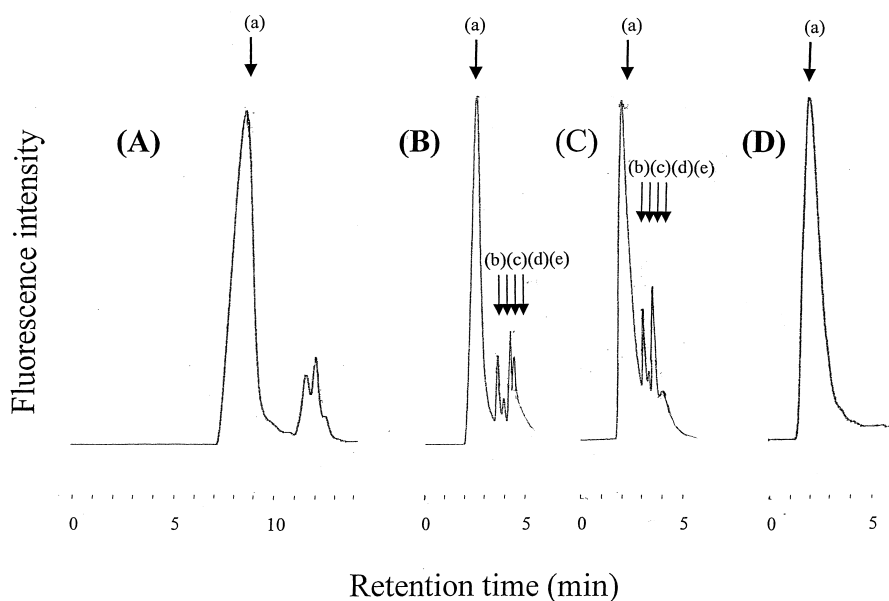 (a) (a) (a) (a)
(A) (B) (C) (D)
(b)(c)(d)(e)
(b)(c)(d)(e)
Fluorescence intensity
0 5 10 0 5 0 5 0 5
Retention time (min)